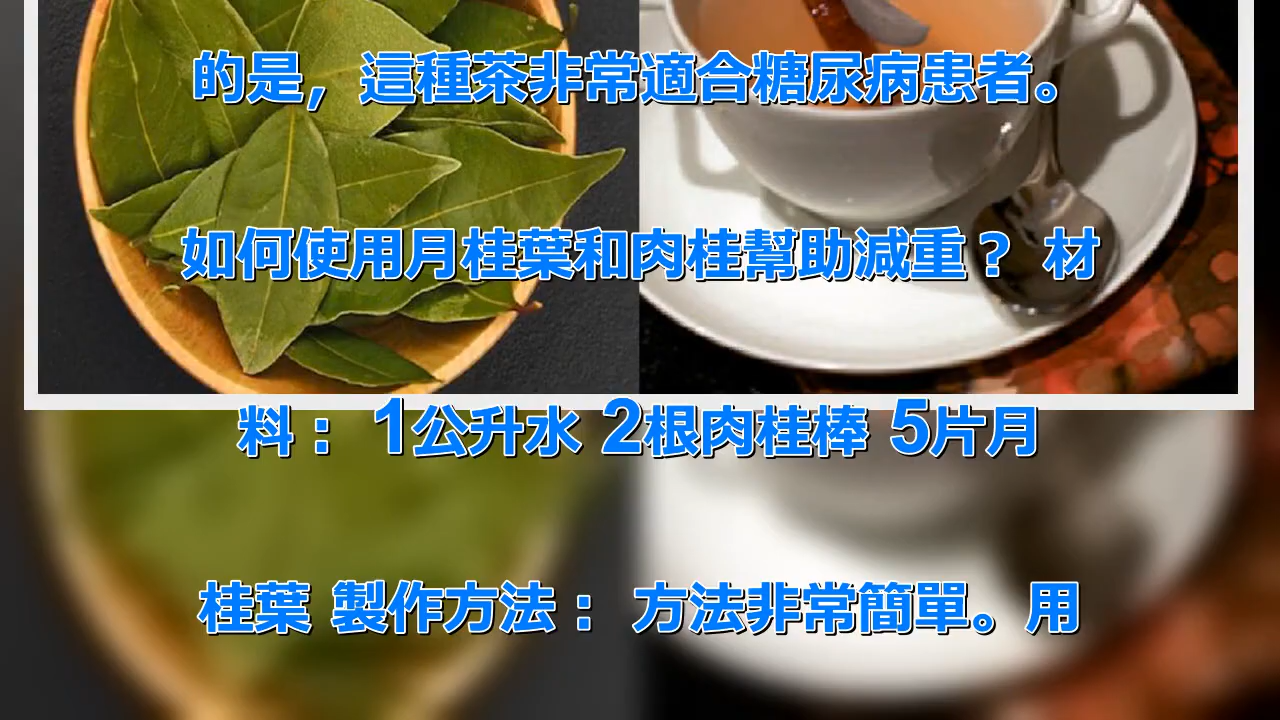 的是，這種茶非常適合糖尿病患者。
如何使用月桂葉和肉桂幫助減重？ 材
料： 1公升水 2根肉桂棒 5片月
桂葉 製作方法： 方法非常簡單。用